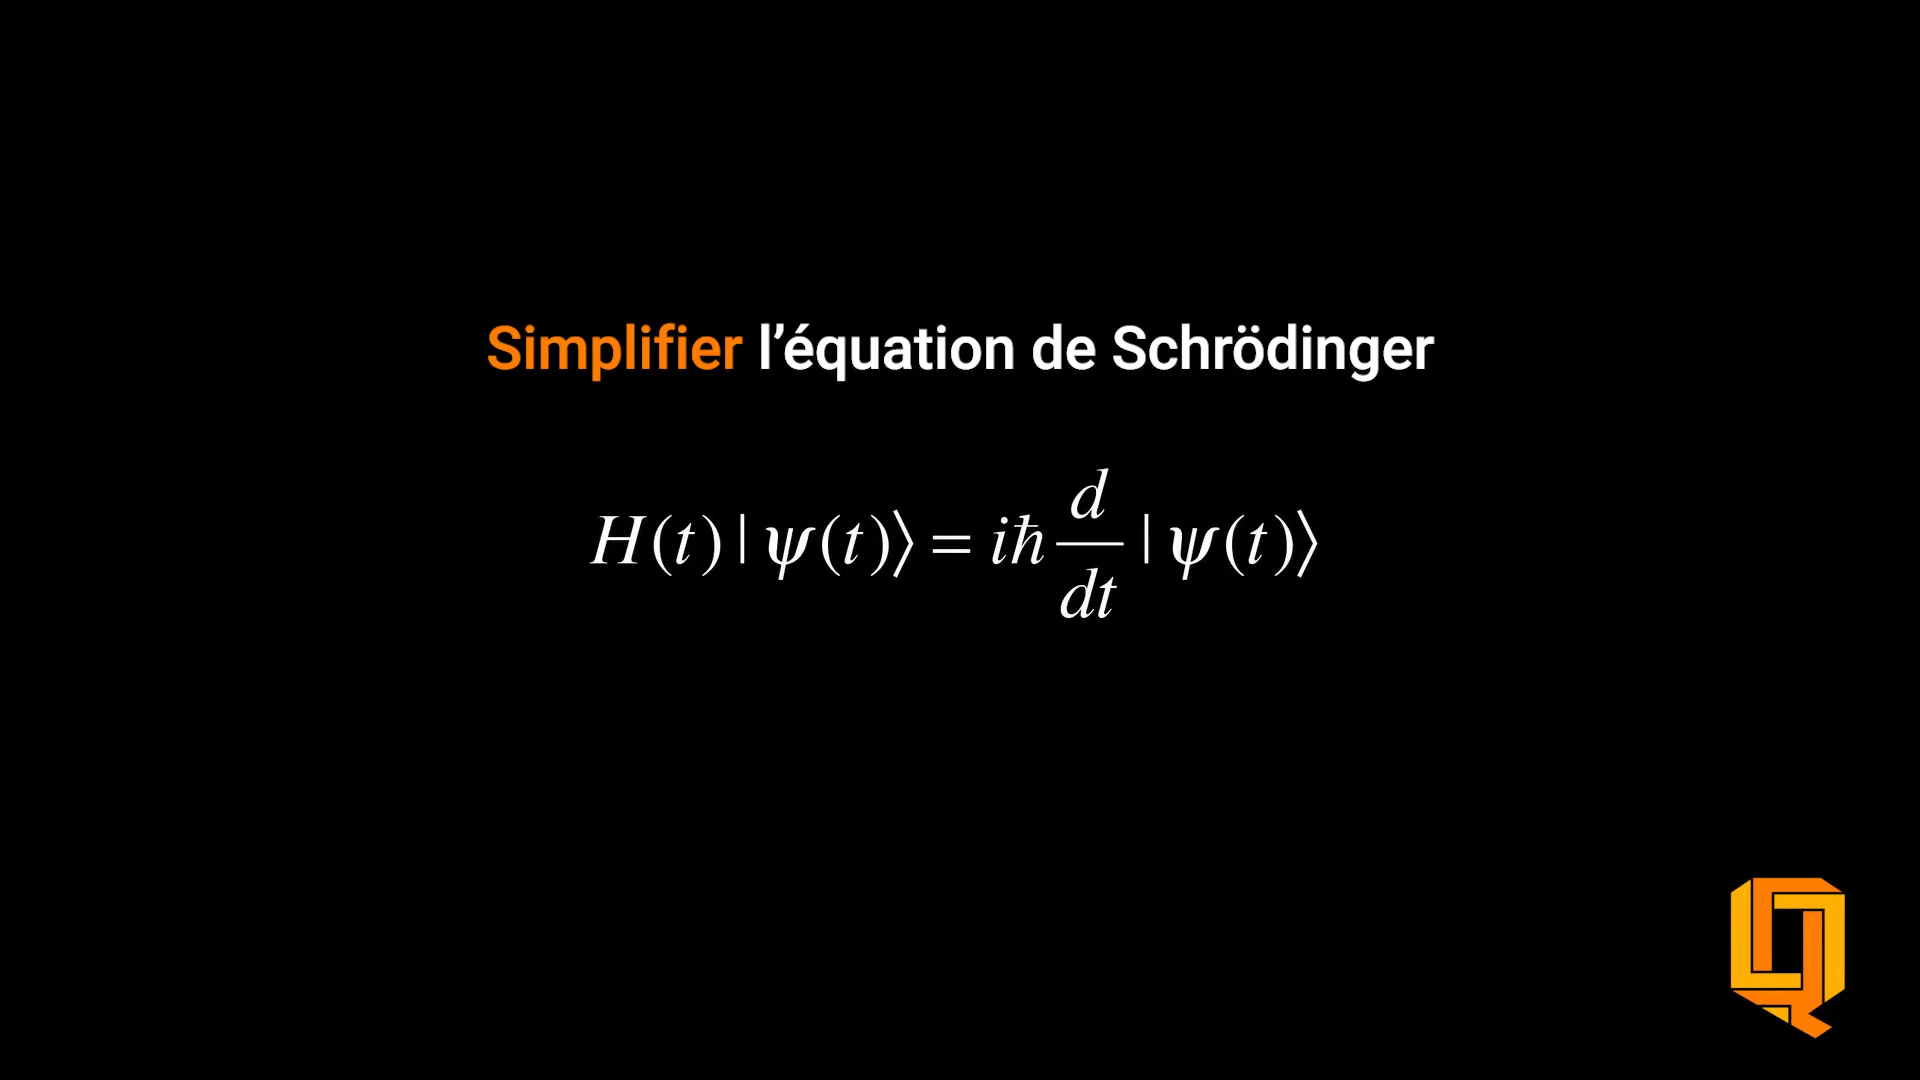 Simplifier l’équation de Schrödinger
H(t) | ψ(t)⟩ = iℏ d/dt | ψ(t)⟩